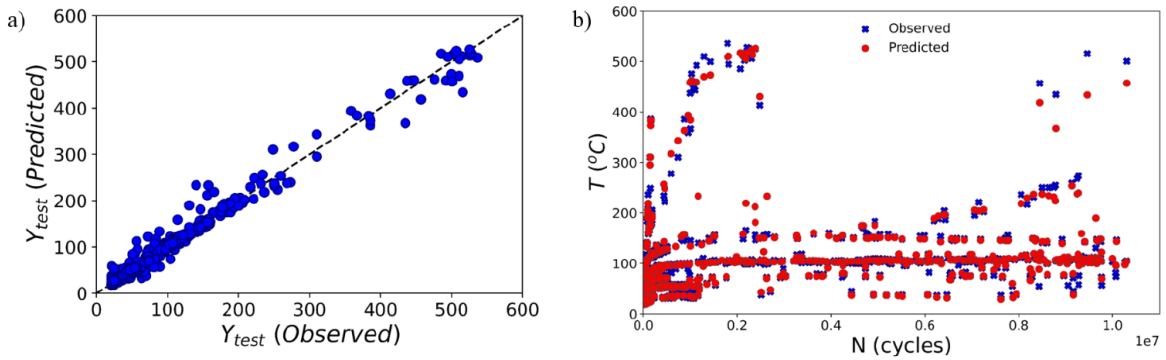 a)
600
500
400
300
200
100
0
Y_test (Predicted)
0 100 200 300 400 500 600
Y_test (Observed)
b)
600
500
400
300
200
100
0
T (°C)
Observed
Predicted
0.0 0.2 0.4 0.6 0.8 1.0
1e7
N (cycles)